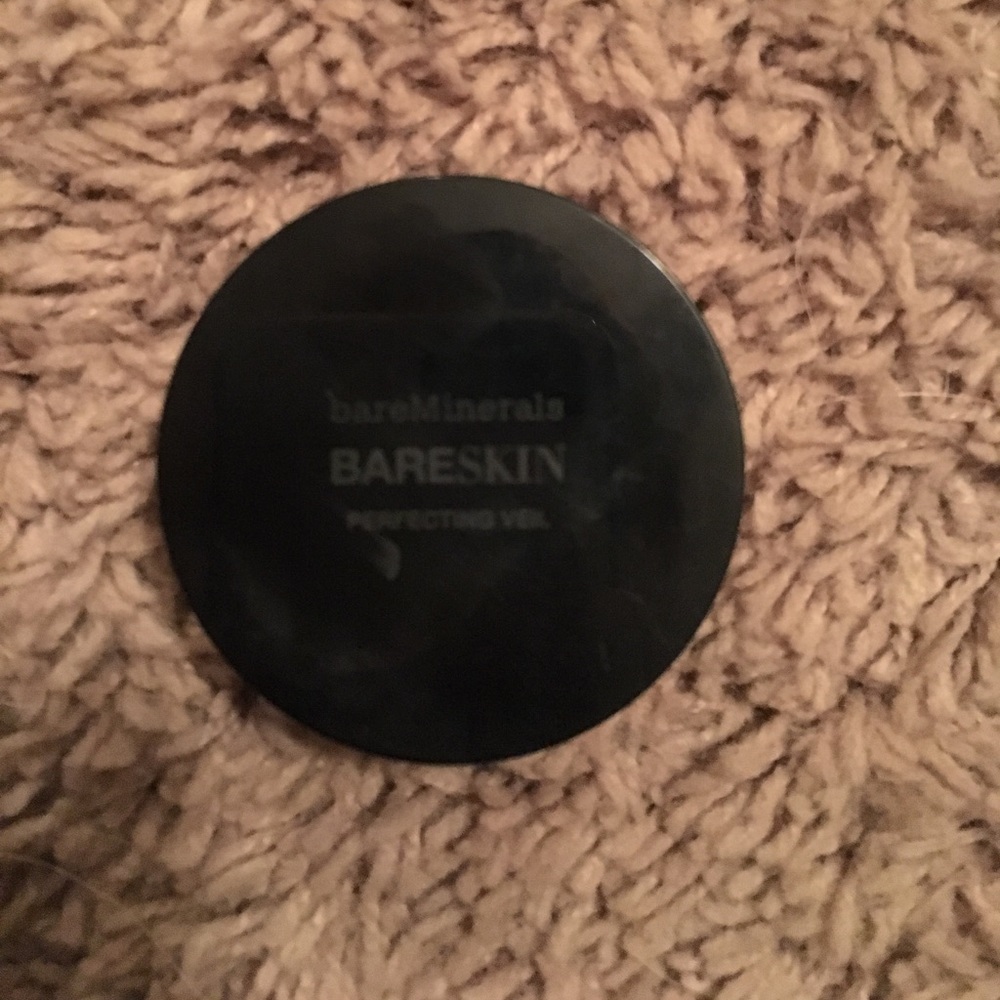 bareMinerals
BARESKIN
PERFECTING VEIL